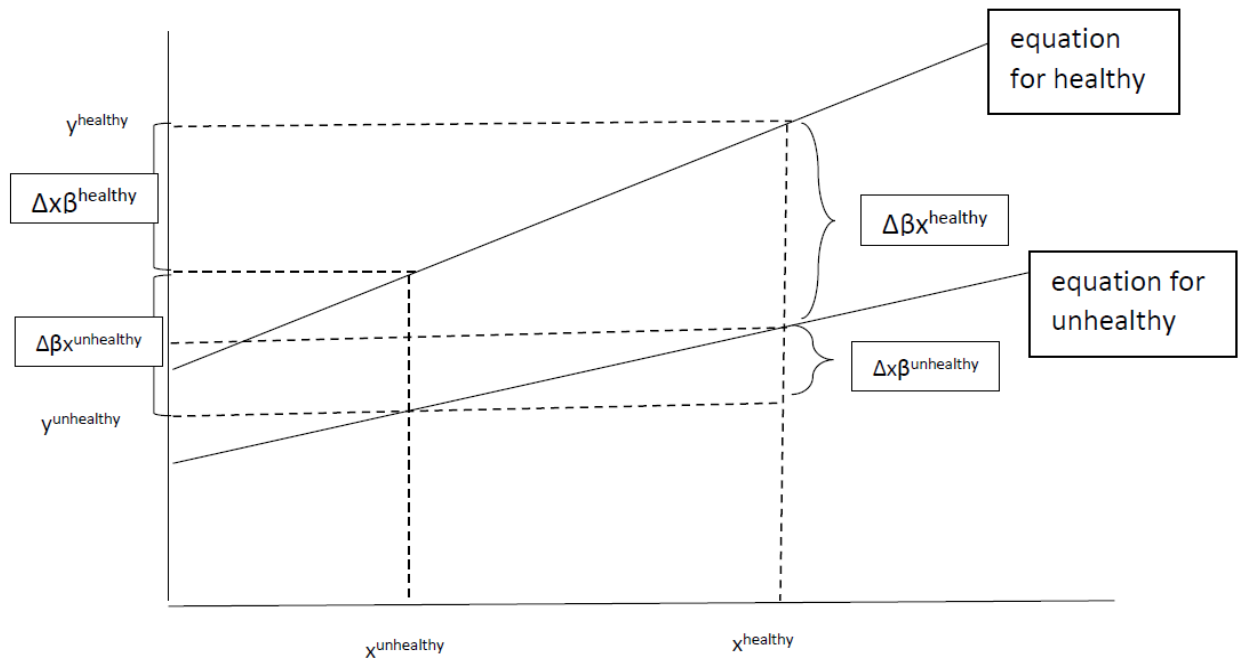 equation
for healthy
y^healthy
Δxβ^healthy
Δβx^healthy
equation for
unhealthy
Δβx^unhealthy
Δxβ^unhealthy
y^unhealthy
x^unhealthy
x^healthy